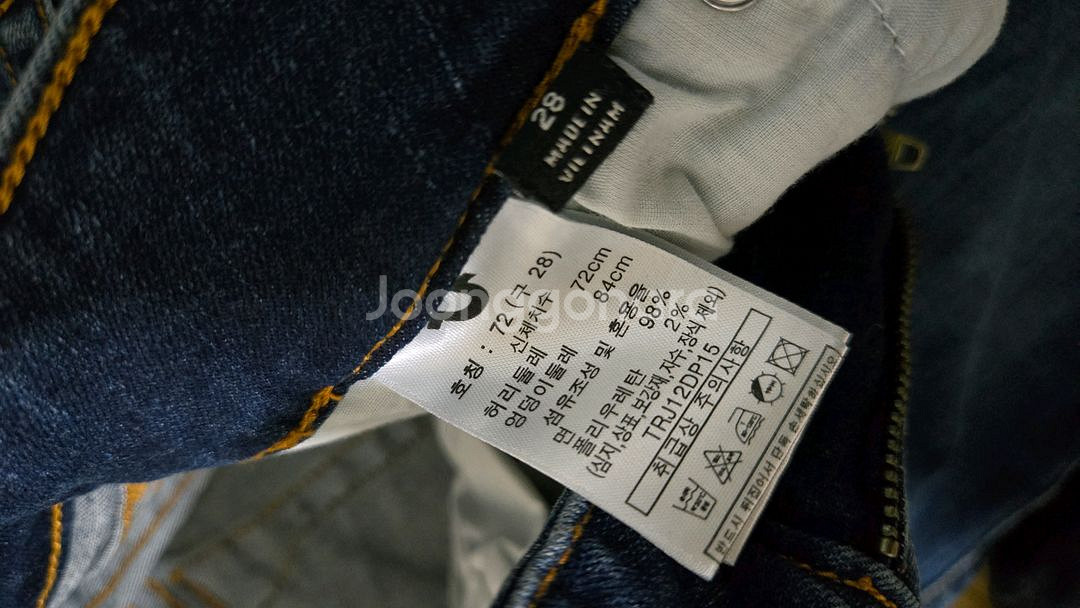 28
MADE IN
VIETNAM
호칭 : 72 (구 28)
신체치수
허리둘레 72cm
엉덩이둘레 84cm
섬유조성 및 혼용율
면 98%
폴리우레탄 2%
(심지,상표,보강재,자수,장식 제외)
TRJ12DP15
취급상 주의사항
반드시 뒤집어서 단독 손세탁하십시오